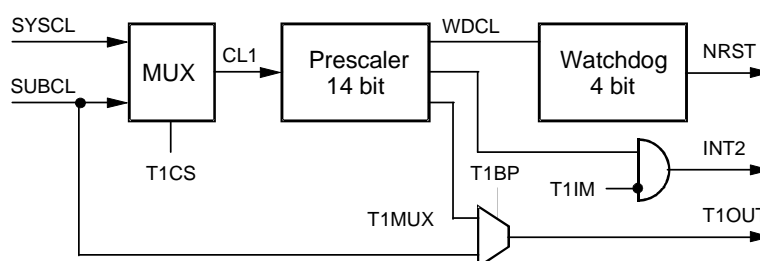 SYSCL
SUBCL
MUX
T1CS
CL1
Prescaler
14 bit
WDCL
Watchdog
4 bit
NRST
INT2
T1BP
T1IM
T1MUX
T1OUT